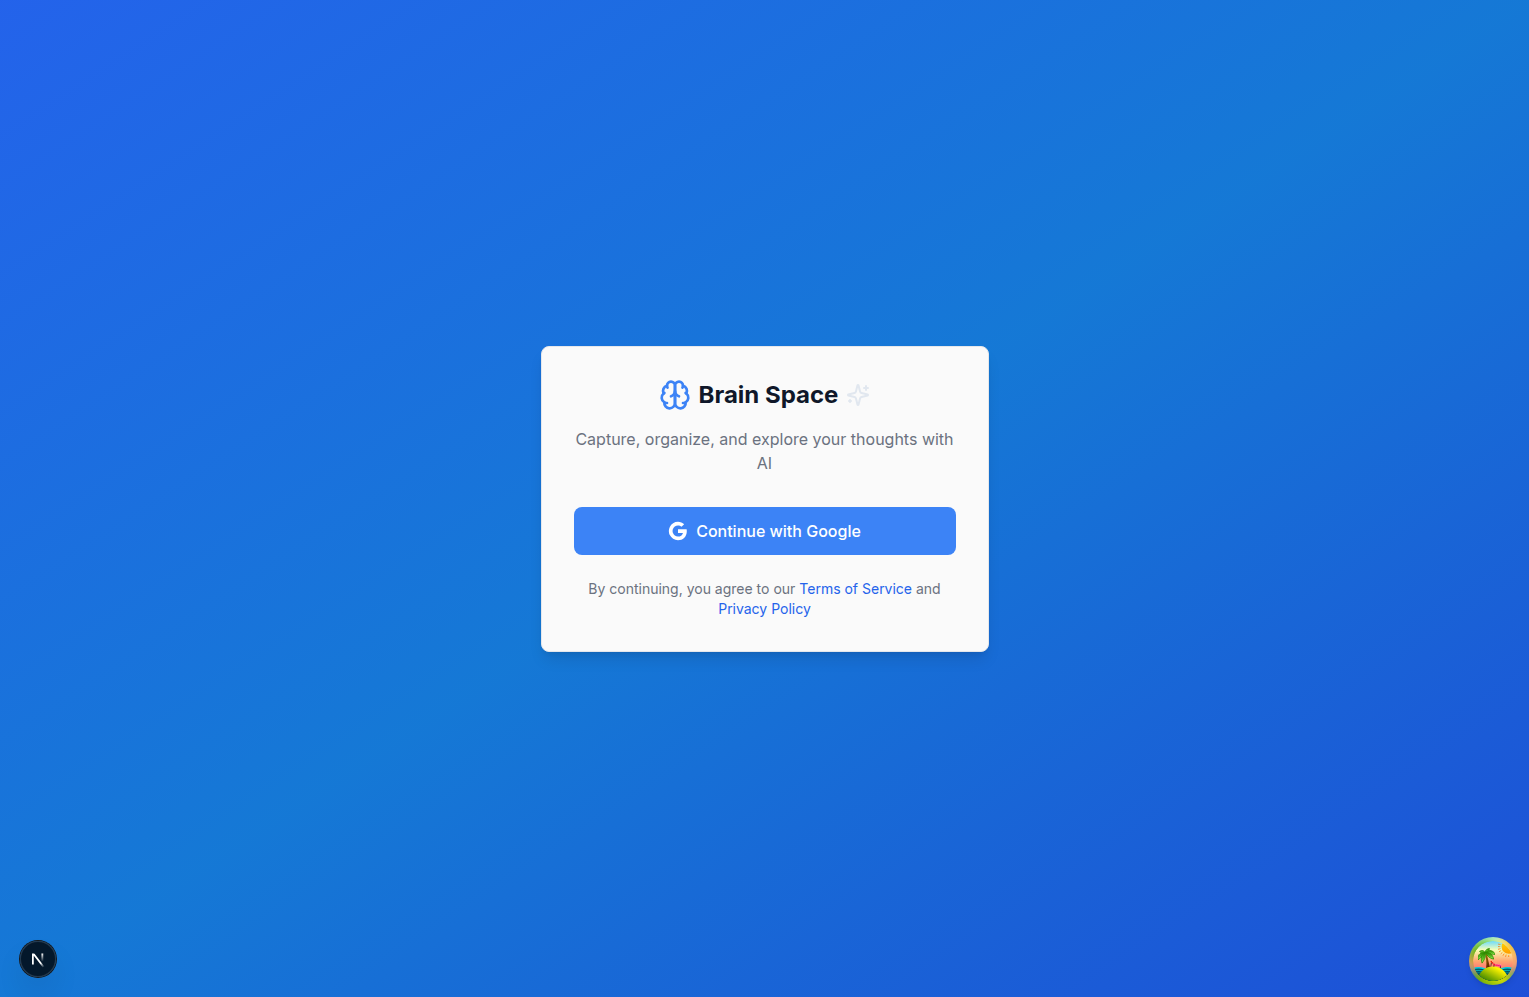 Brain Space
Capture, organize, and explore your thoughts with
AI
Continue with Google
By continuing, you agree to our Terms of Service and
Privacy Policy
N